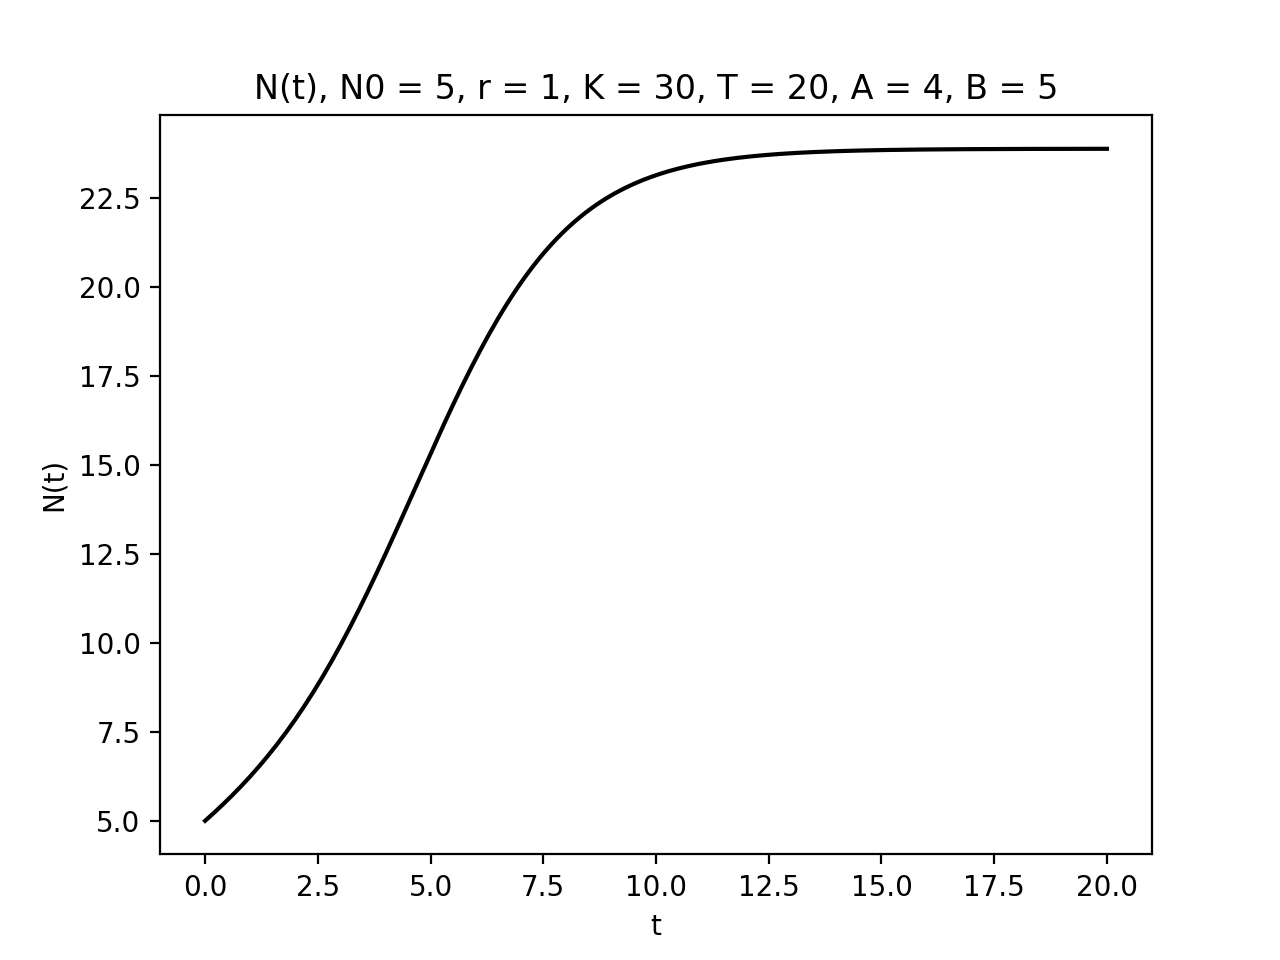 N(t), N0 = 5, r = 1, K = 30, T = 20, A = 4, B = 5
22.5
20.0
17.5
15.0
12.5
10.0
7.5
5.0
N(t)
0.0 2.5 5.0 7.5 10.0 12.5 15.0 17.5 20.0
t